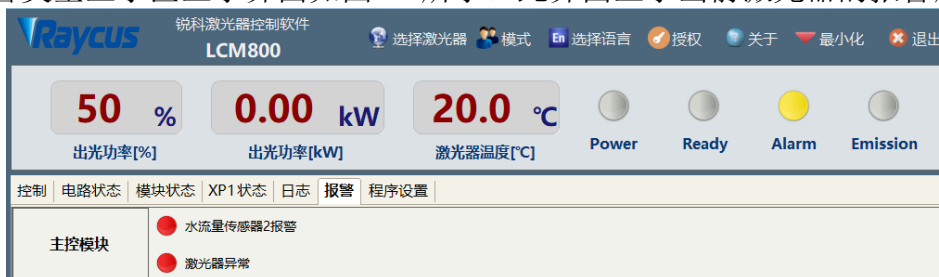 Raycus
锐科激光器控制软件
LCM800
选择激光器 模式 En 选择语言 授权 关于 最小化 退出
50 % 0.00 kW 20.0 ℃
出光功率[%] 出光功率[kW] 激光器温度[℃] Power Ready Alarm Emission
控制 电路状态 模块状态 XP1状态 日志 报警 程序设置
主控模块
水流量传感器2报警
激光器异常